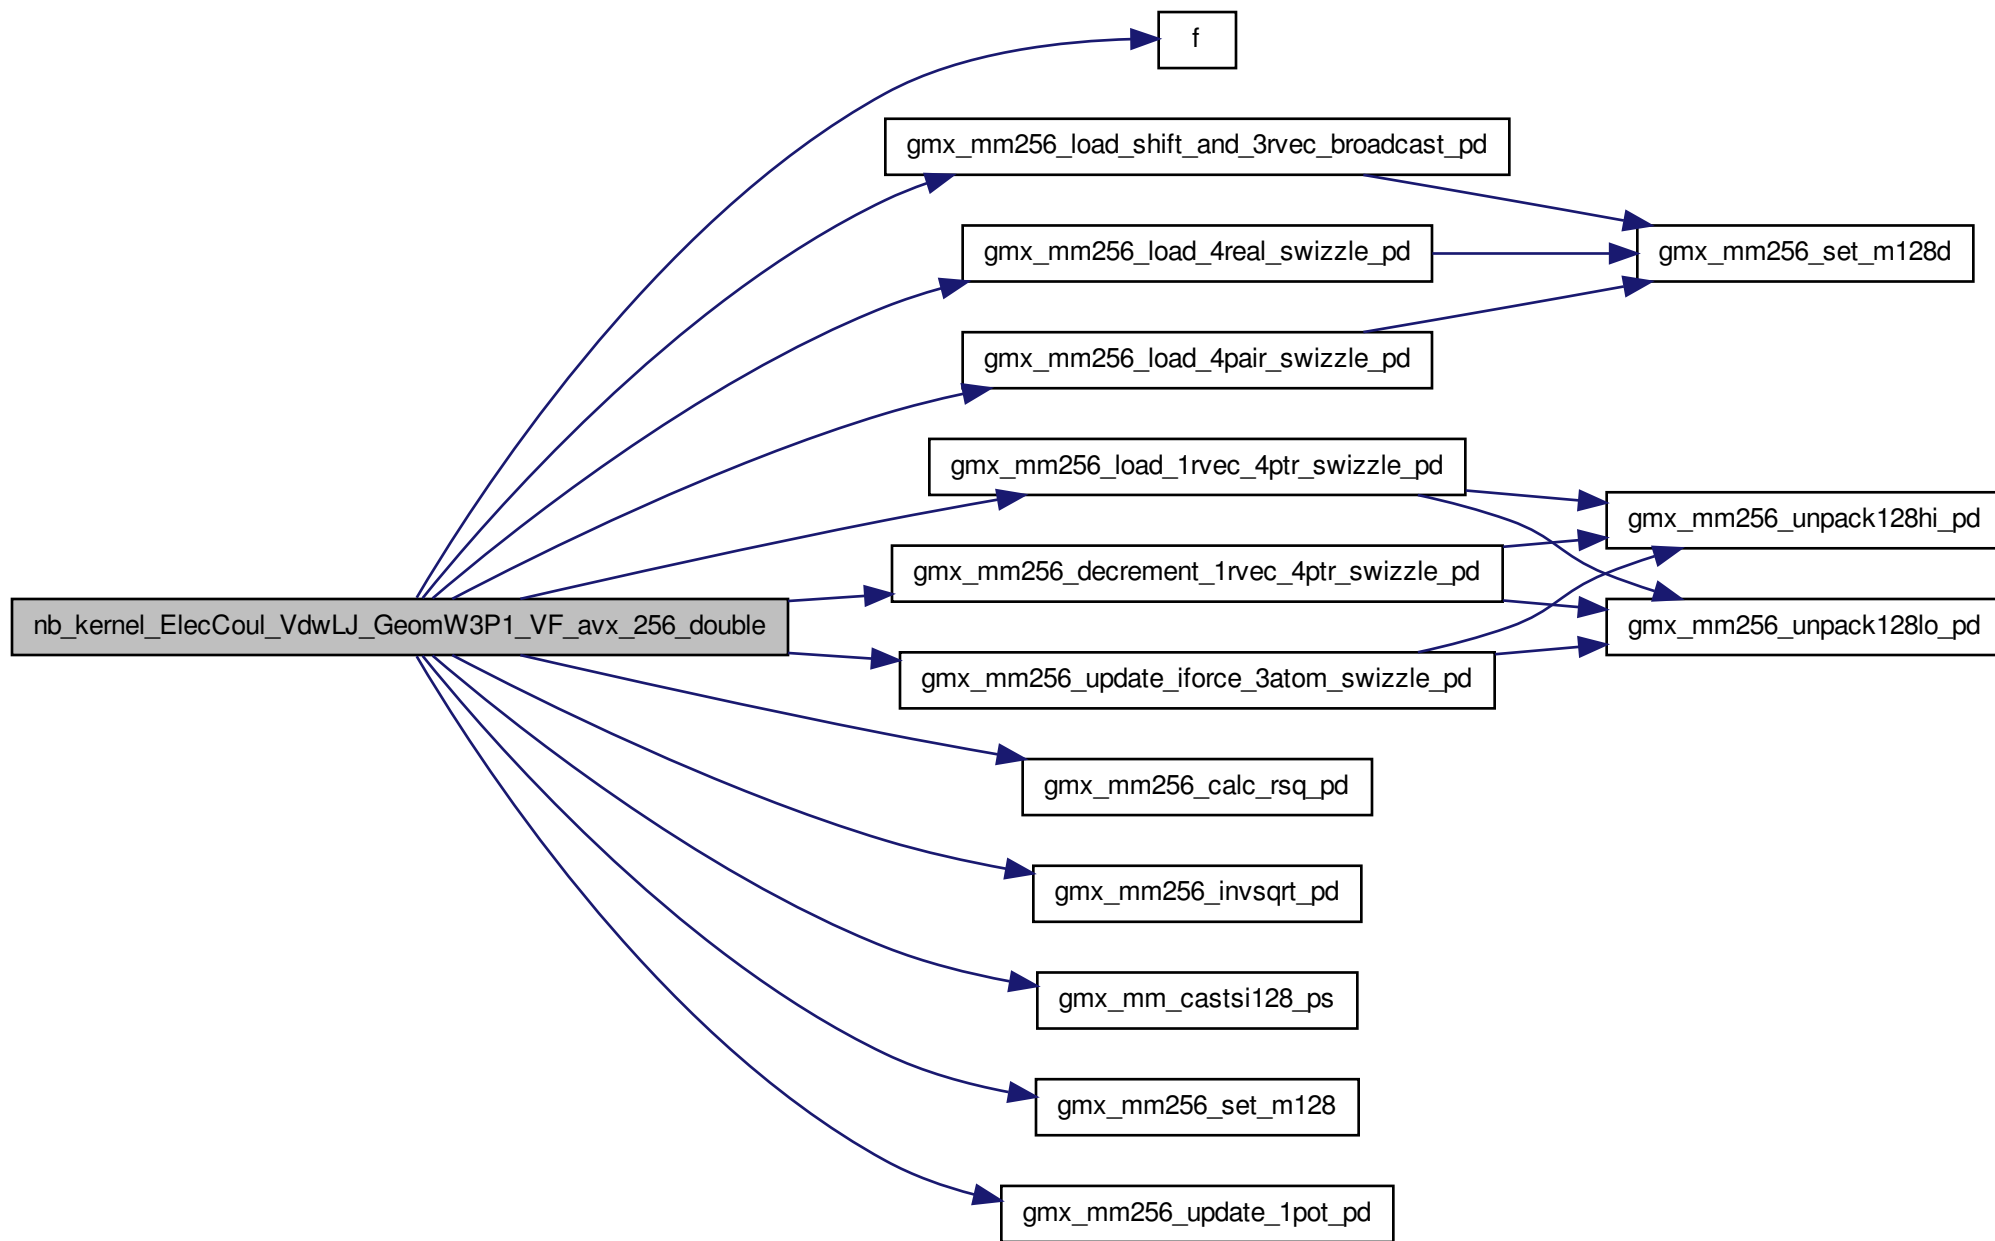 f
gmx_mm256_load_shift_and_3rvec_broadcast_pd
gmx_mm256_load_4real_swizzle_pd
gmx_mm256_set_m128d
gmx_mm256_load_4pair_swizzle_pd
gmx_mm256_load_1rvec_4ptr_swizzle_pd
gmx_mm256_unpack128hi_pd
gmx_mm256_decrement_1rvec_4ptr_swizzle_pd
nb_kernel_ElecCoul_VdwLJ_GeomW3P1_VF_avx_256_double
gmx_mm256_unpack128lo_pd
gmx_mm256_update_iforce_3atom_swizzle_pd
gmx_mm256_calc_rsq_pd
gmx_mm256_invsqrt_pd
gmx_mm_castsi128_ps
gmx_mm256_set_m128
gmx_mm256_update_1pot_pd